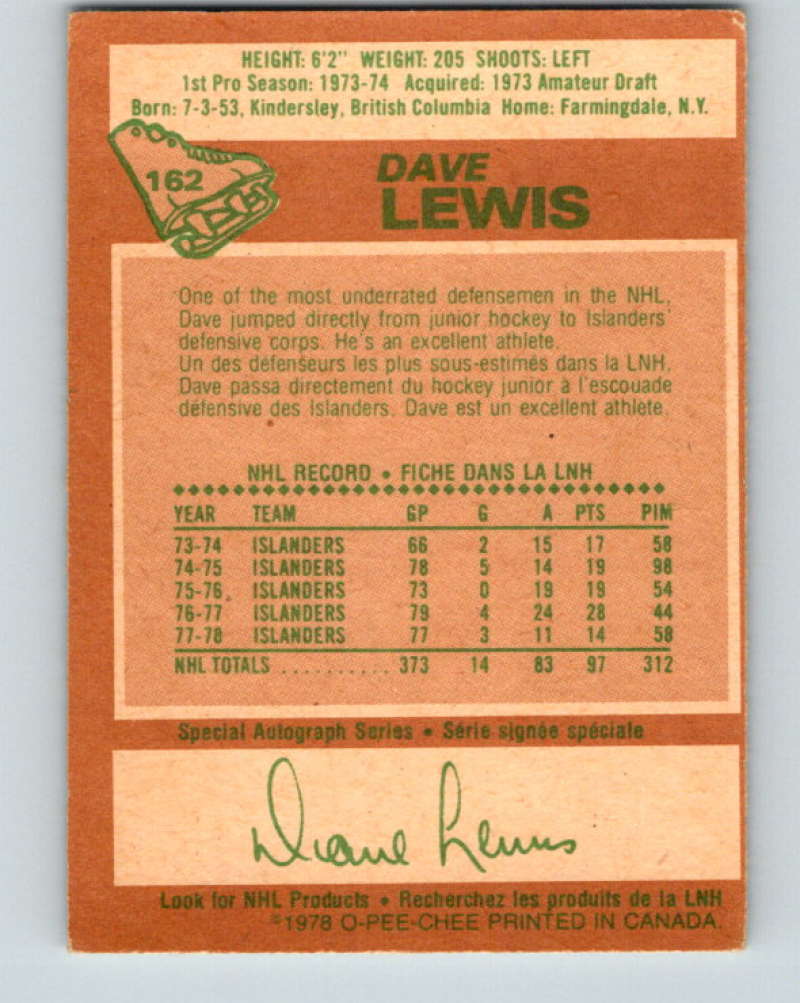 HEIGHT: 6'2" WEIGHT: 205 SHOOTS: LEFT
1st Pro Season: 1973-74 Acquired: 1973 Amateur Draft
Born: 7-3-53, Kindersley, British Columbia Home: Farmingdale, N.Y.
162
DAVE
LEWIS
One of the most underrated defensemen in the NHL,
Dave jumped directly from junior hockey to Islanders'
defensive corps. He's an excellent athlete.
Un des défenseurs les plus sous-estimés dans la LNH,
Dave passa directement du hockey junior à l'escouade
défensive des Islanders. Dave est un excellent athlete.
NHL RECORD • FICHE DANS LA LNH
YEAR TEAM GP G A PTS PIM
73-74 ISLANDERS 66 2 15 17 58
74-75 ISLANDERS 78 5 14 19 98
75-76 ISLANDERS 73 0 19 19 54
76-77 ISLANDERS 79 4 24 28 44
77-78 ISLANDERS 77 3 11 14 58
NHL TOTALS .......... 373 14 83 97 312
Special Autograph Series • Série signée spéciale
Diane Lewis
Look for NHL Products • Recherchez les produits de la LNH
©1978 O-PEE-CHEE PRINTED IN CANADA.